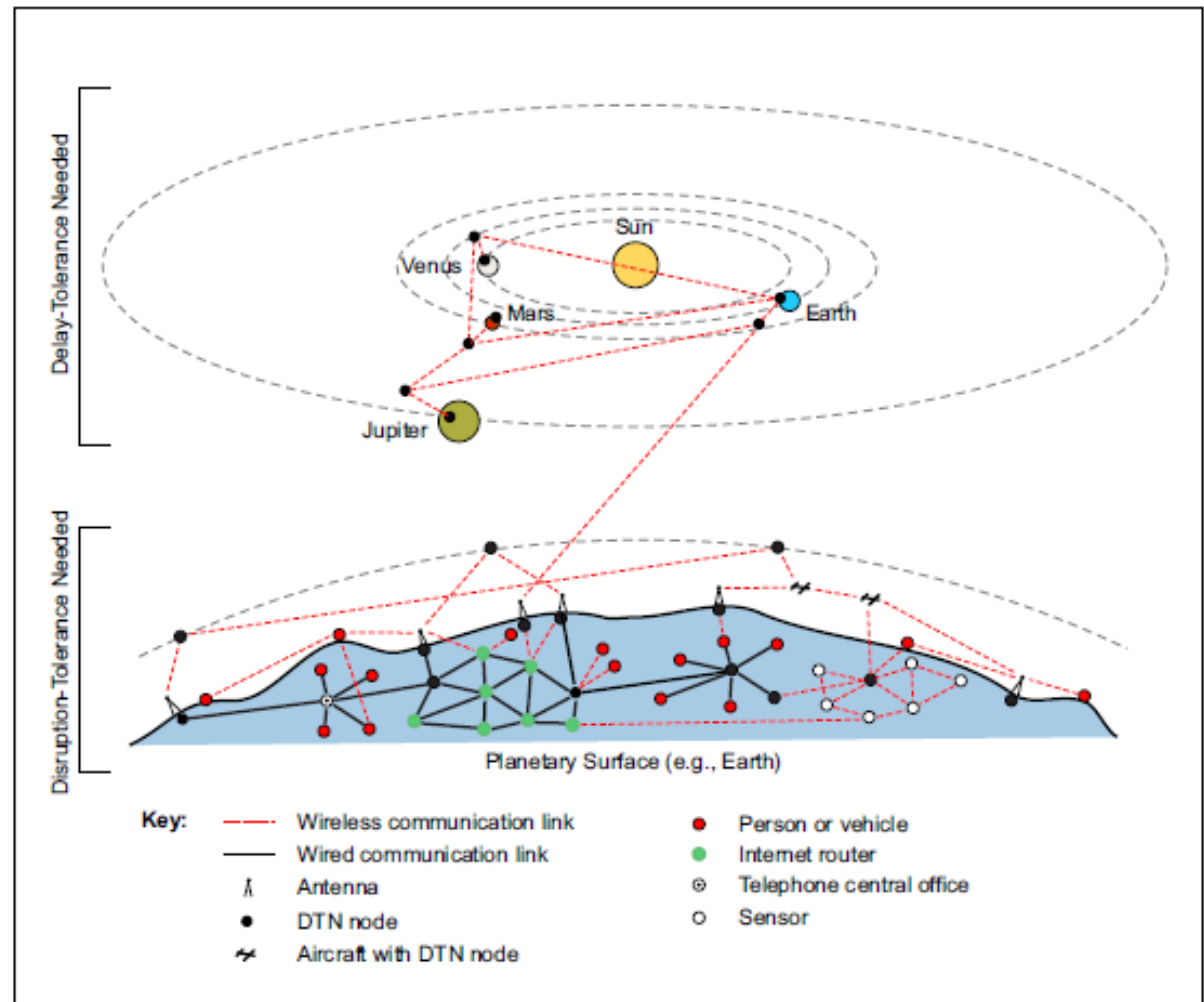 Delay-Tolerance Needed
Sun
Venus
Mars
Earth
Jupiter
Disruption-Tolerance Needed
Planetary Surface (e.g., Earth)
Key:
Wireless communication link
Wired communication link
Antenna
DTN node
Aircraft with DTN node
Person or vehicle
Internet router
Telephone central office
Sensor